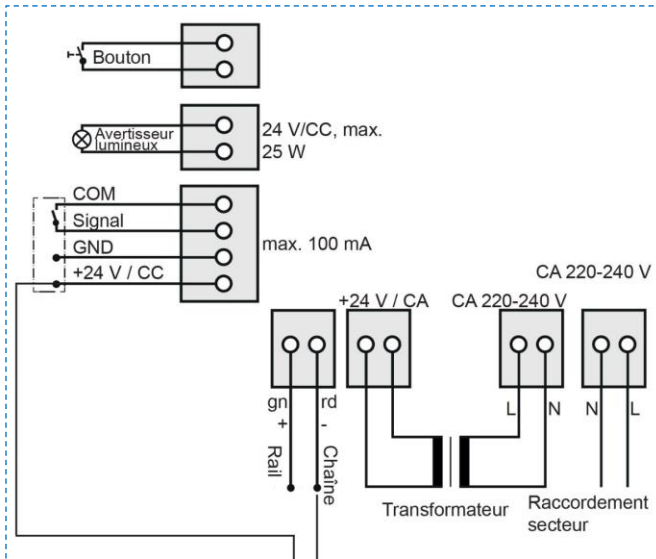 Bouton
Avertisseur
lumineux
24 V/CC, max.
25 W
COM
Signal
GND
+24 V / CC
max. 100 mA
CA 220-240 V
+24 V / CA
CA 220-240 V
gn
rd
L
N
N
L
+
-
Rail
Chaîne
Transformateur
Raccordement
secteur